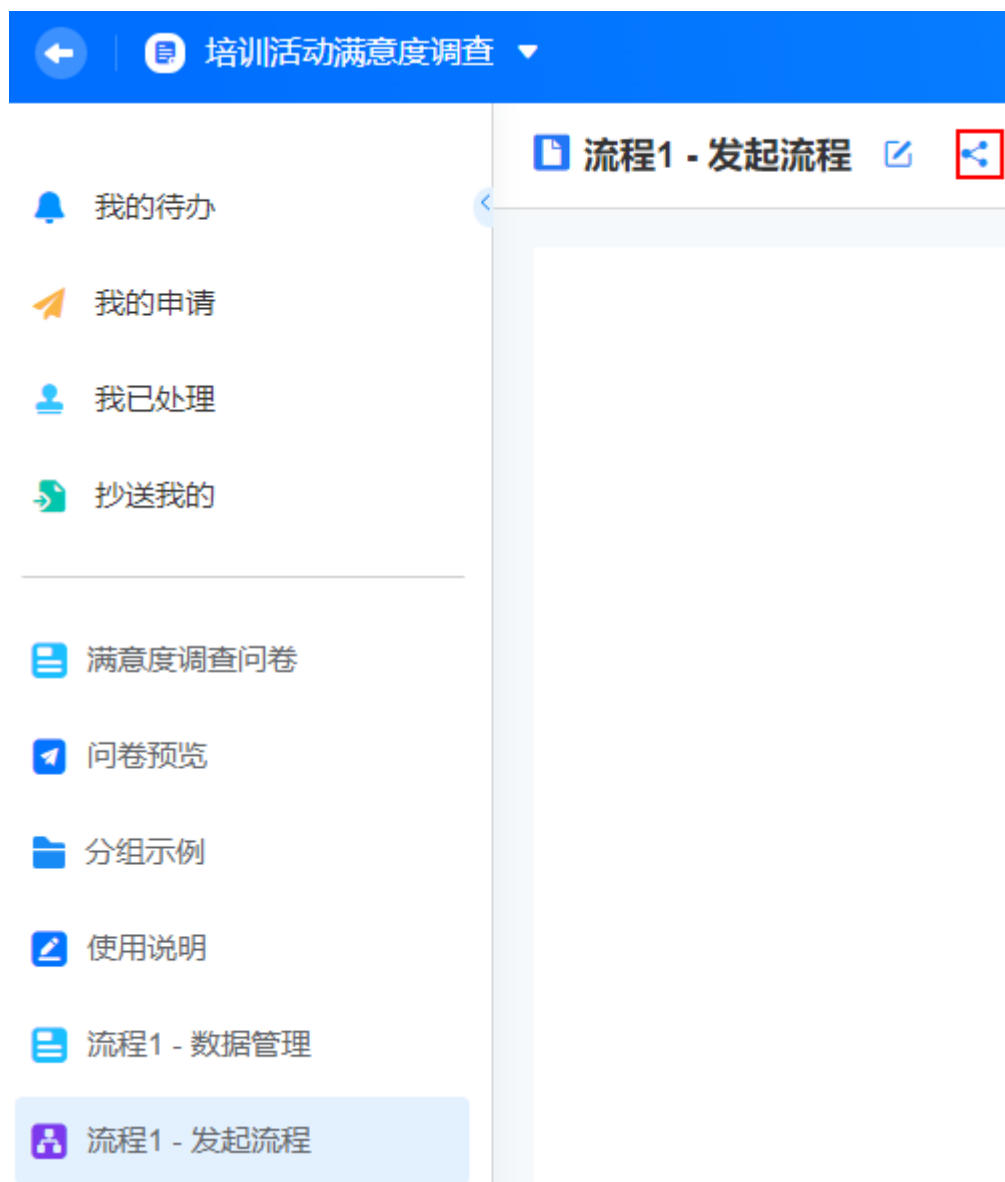 培训活动满意度调查
流程1 - 发起流程
我的待办
我的申请
我已处理
抄送我的
满意度调查问卷
问卷预览
分组示例
使用说明
流程1 - 数据管理
流程1 - 发起流程